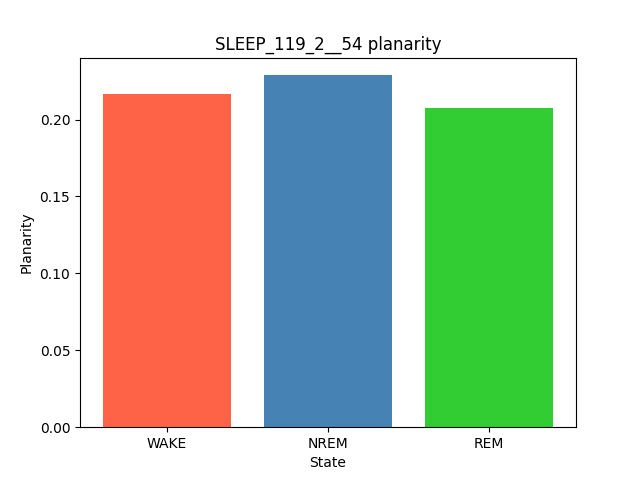 SLEEP_119_2__54 planarity
Planarity
0.20
0.15
0.10
0.05
0.00
WAKE NREM REM
State